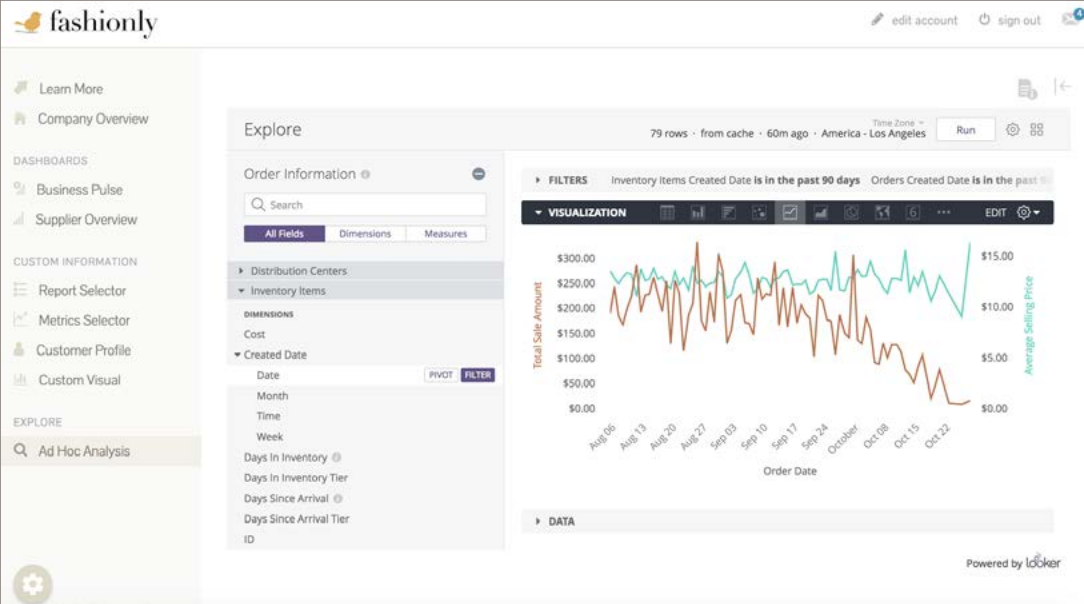 fashionly
edit account
sign out
4
Learn More
Company Overview
DASHBOARDS
Business Pulse
Supplier Overview
CUSTOM INFORMATION
Report Selector
Metrics Selector
Customer Profile
Custom Visual
EXPLORE
Ad Hoc Analysis
Explore
79 rows · from cache · 60m ago · America - Los Angeles
Time Zone
Run
Order Information
Search
All Fields
Dimensions
Measures
Distribution Centers
Inventory Items
DIMENSIONS
Cost
Created Date
Date
PIVOT
FILTER
Month
Time
Week
Days In Inventory
Days In Inventory Tier
Days Since Arrival
Days Since Arrival Tier
ID
FILTERS
Inventory Items Created Date is in the past 90 days
Orders Created Date is in the past
VISUALIZATION
6
EDIT
Total Sale Amount
$300.00
$250.00
$200.00
$150.00
$100.00
$50.00
$0.00
$15.00
$10.00
$5.00
$0.00
Average Selling Price
Aug 06
Aug 13
Aug 20
Aug 27
Sep 03
Sep 10
Sep 17
Sep 24
October
Oct 08
Oct 15
Oct 22
Order Date
DATA
Powered by looker